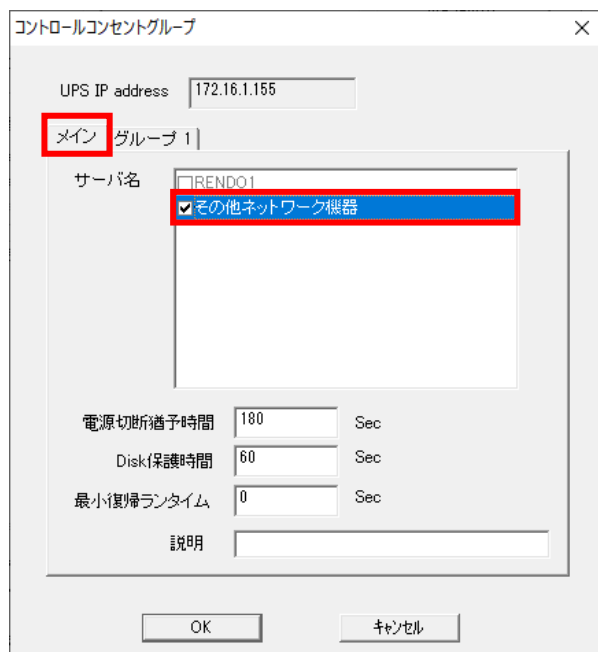 コントロールコンセントグループ
UPS IP address 172.16.1.155
メイン グループ 1
サーバ名 RENDO1
その他ネットワーク機器
電源切断猶予時間 180 Sec
Disk保護時間 60 Sec
最小復帰ランタイム 0 Sec
説明
OK キャンセル